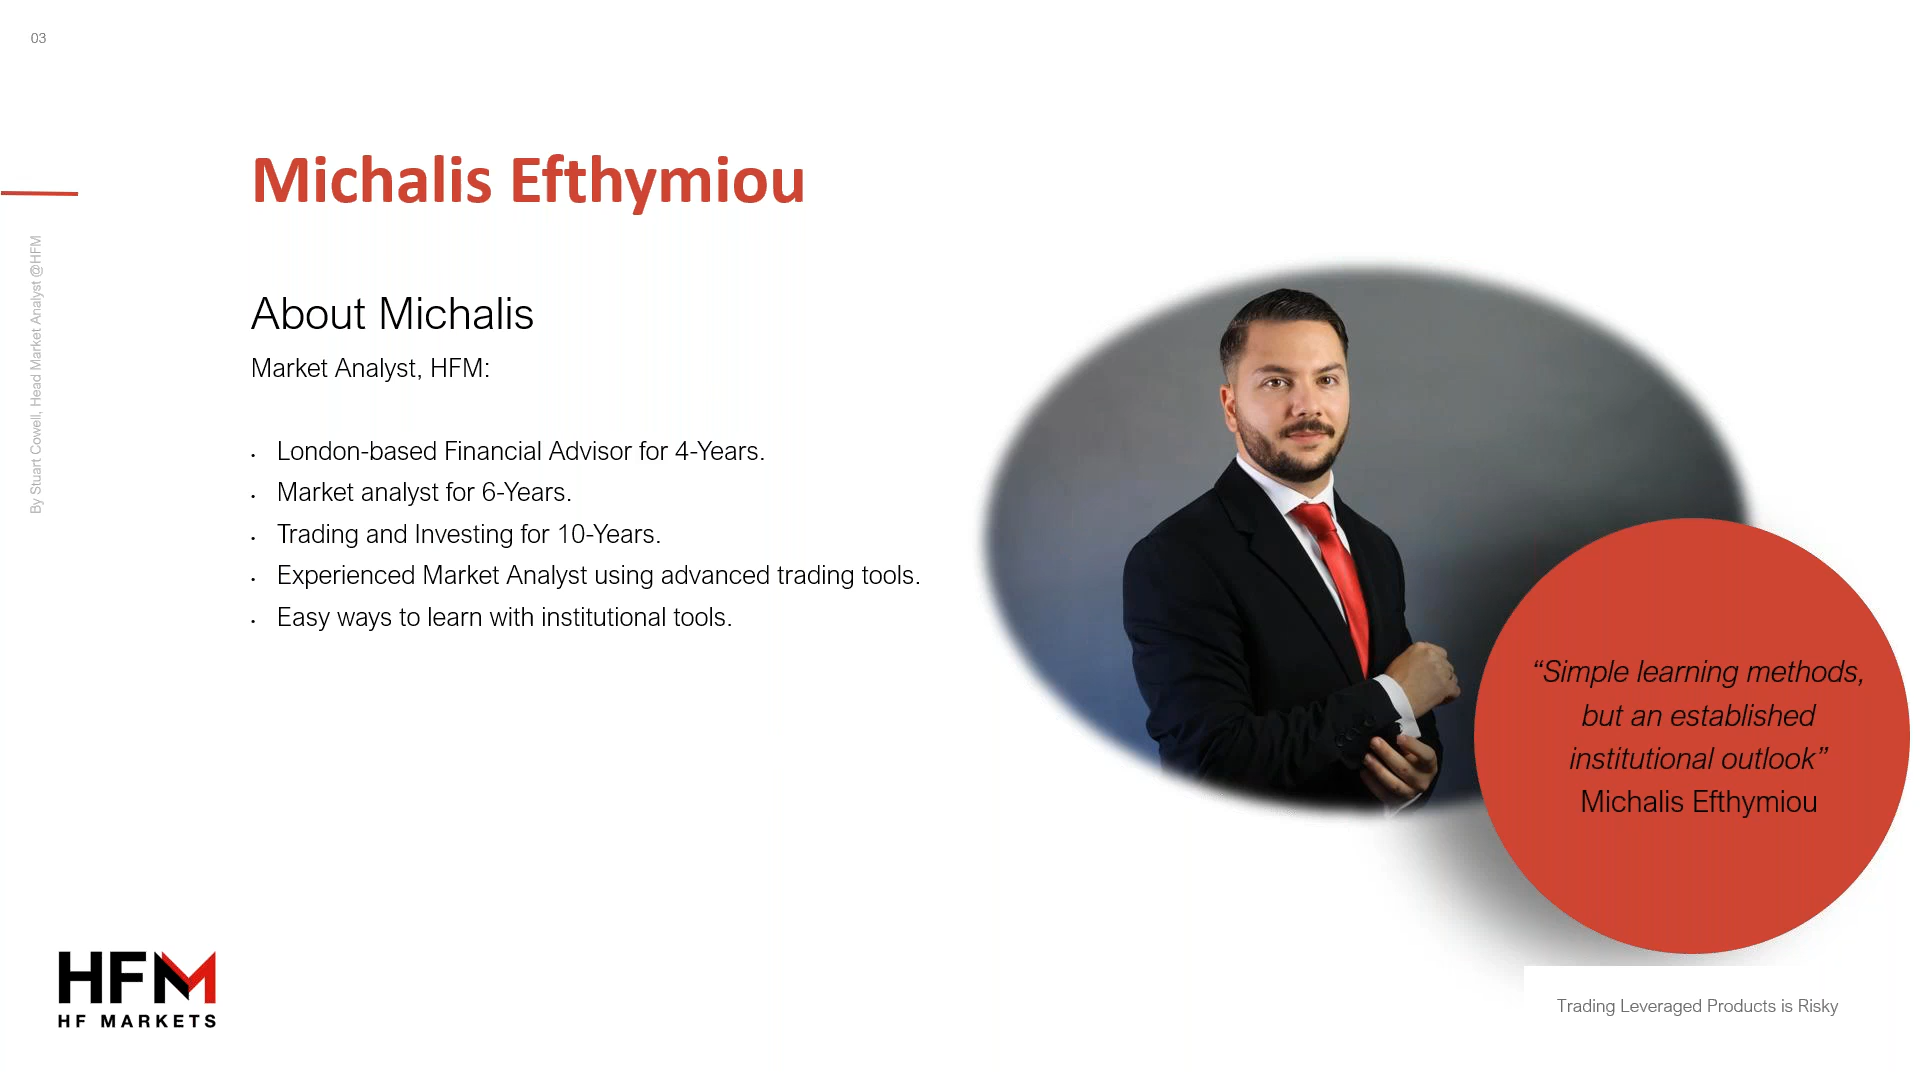 03
Michalis Efthymiou
By Stuart Cowell, Head Market Analyst @HFM
About Michalis
Market Analyst, HFM:
• London-based Financial Advisor for 4-Years.
• Market analyst for 6-Years.
• Trading and Investing for 10-Years.
• Experienced Market Analyst using advanced trading tools.
• Easy ways to learn with institutional tools.
“Simple learning methods,
but an established
institutional outlook”
Michalis Efthymiou
HFM
HF MARKETS
Trading Leveraged Products is Risky